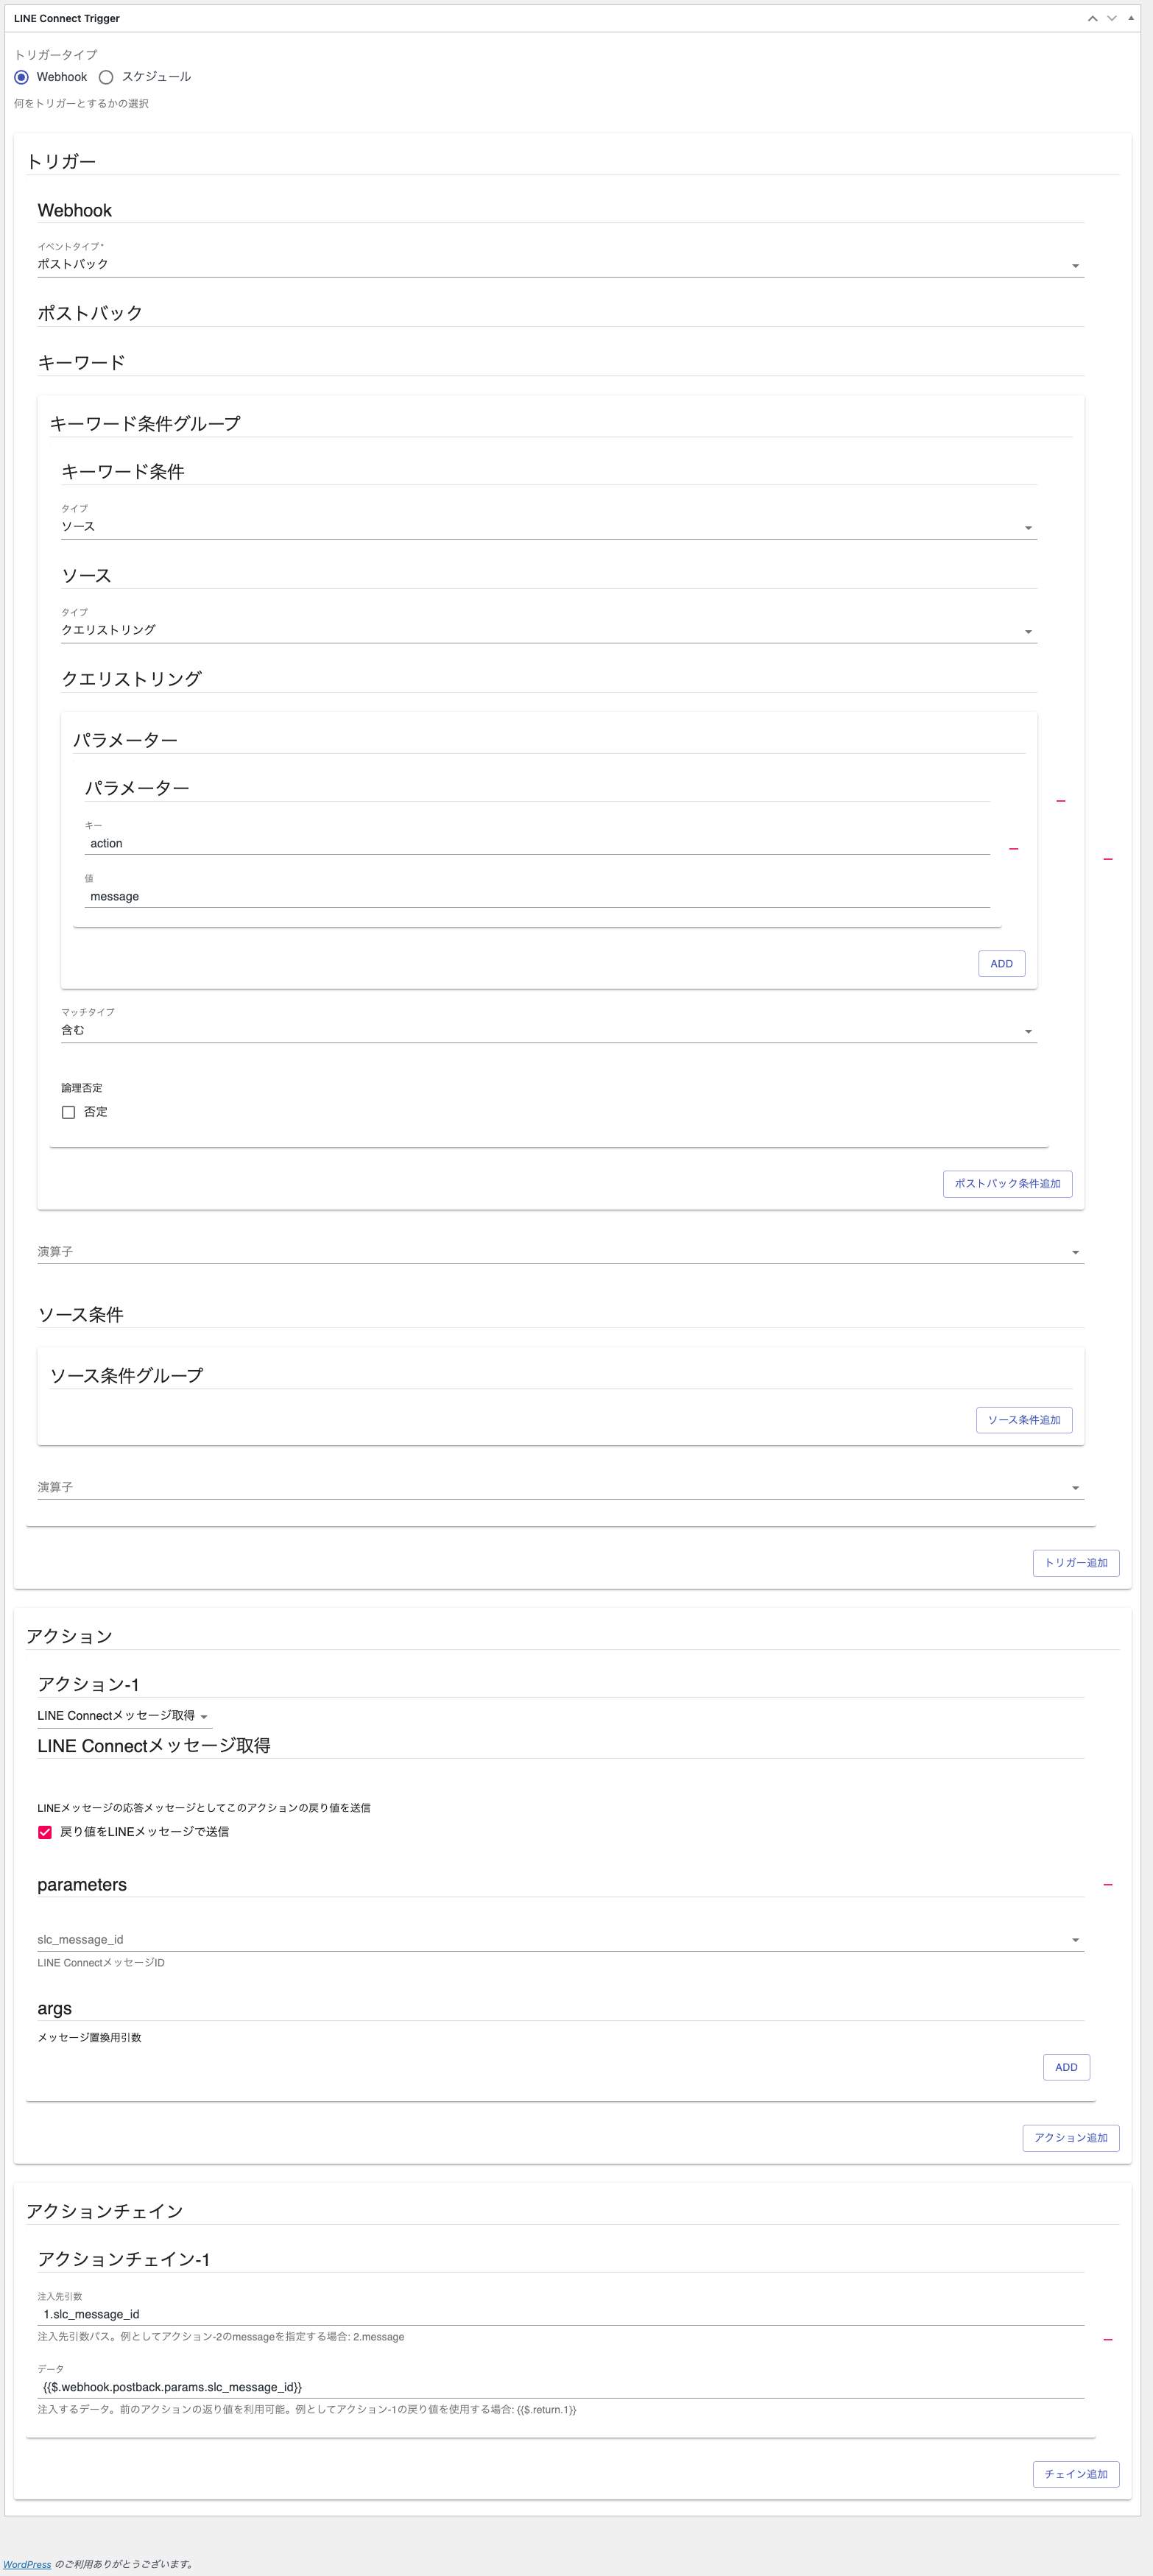 LINE Connect Trigger
トリガータイプ
Webhook スケジュール
何をトリガーとするかの選択
トリガー
Webhook
イベントタイプ*
ポストバック
ポストバック
キーワード
キーワード条件グループ
キーワード条件
タイプ
ソース
ソース
タイプ
クエリストリング
クエリストリング
パラメーター
パラメーター
キー
action
値
message
ADD
マッチタイプ
含む
論理否定
否定
ポストバック条件追加
演算子
ソース条件
ソース条件グループ
ソース条件追加
演算子
トリガー追加
アクション
アクション-1
LINE Connectメッセージ取得
LINE Connectメッセージ取得
LINEメッセージの応答メッセージとしてこのアクションの戻り値を送信
戻り値をLINEメッセージで送信
parameters
slc_message_id
LINE ConnectメッセージID
args
メッセージ置換用引数
ADD
アクション追加
アクションチェイン
アクションチェイン-1
注入先引数
1.slc_message_id
注入先引数パス。例としてアクション-2のmessageを指定する場合: 2.message
データ
{{$.webhook.postback.params.slc_message_id}}
注入するデータ。前のアクションの返り値を利用可能。例としてアクション-1の戻り値を使用する場合: {{$.return.1}}
チェイン追加
WordPress のご利用ありがとうございます。